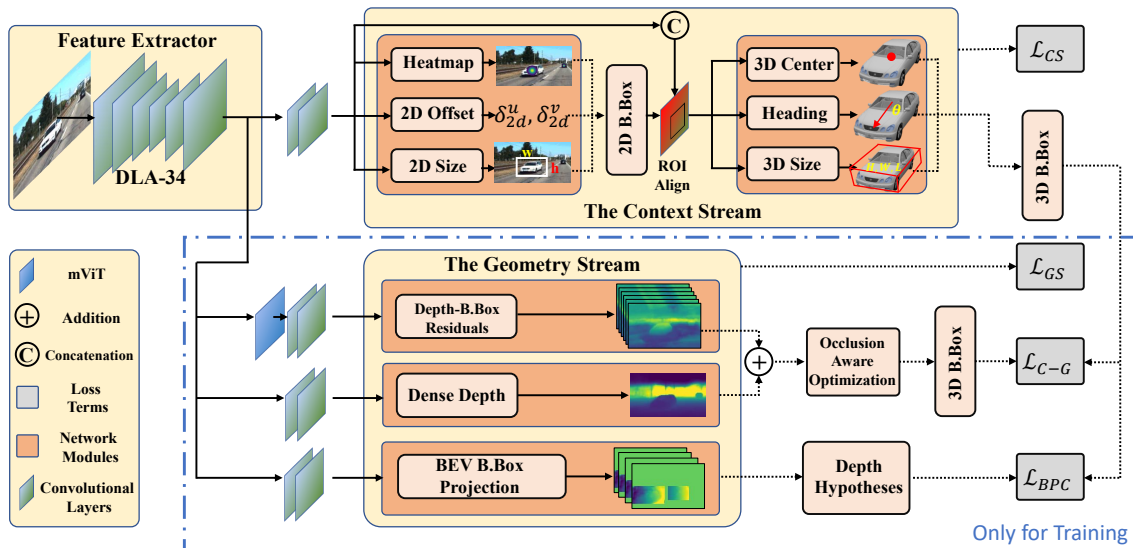 Feature Extractor
DLA-34
C
Heatmap
2D Offset
δ²ᵈᵘ, δ²ᵈᵛ
2D Size
w
h
2D B.Box
ROI
Align
3D Center
Heading
θ
3D Size
h, w, l
The Context Stream
ℒ_CS
3D B.Box
mViT
+
Addition
C
Concatenation
Loss
Terms
Network
Modules
Convolutional
Layers
The Geometry Stream
Depth-B.Box
Residuals
Dense Depth
BEV B.Box
Projection
+
Occlusion
Aware
Optimization
3D B.Box
Depth
Hypotheses
ℒ_GS
ℒ_C−G
ℒ_BPC
Only for Training